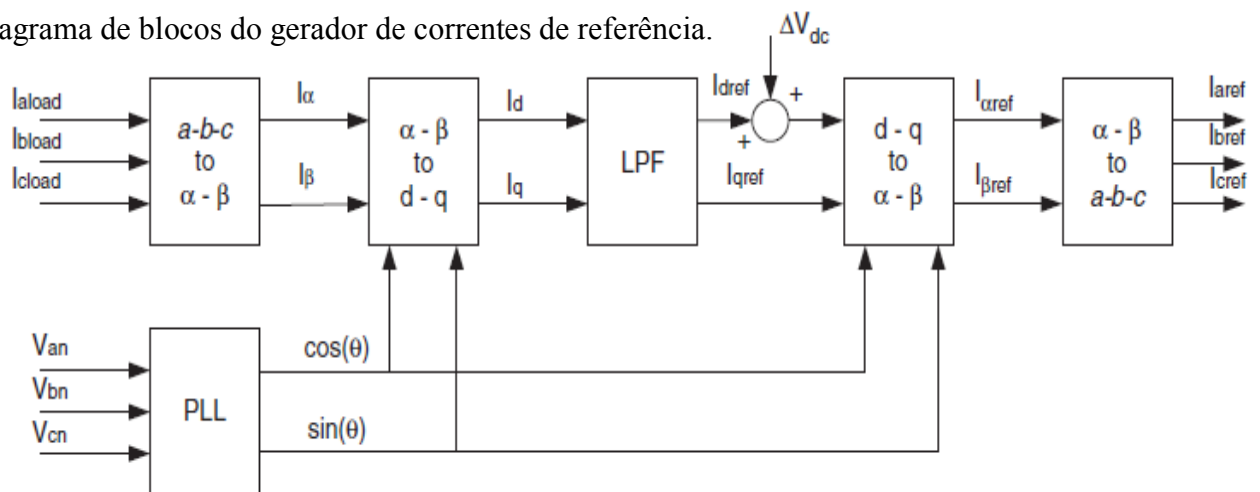 agrama de blocos do gerador de correntes de referência.
ΔVdc
Iaload
Ibload
Icload
a-b-c
to
α - β
Iα
Iβ
α - β
to
d - q
Id
Iq
LPF
Idref
+
+
Iqref
d - q
to
α - β
Iαref
Iβref
α - β
to
a-b-c
Iaref
Ibref
Icref
Van
Vbn
Vcn
PLL
cos(θ)
sin(θ)